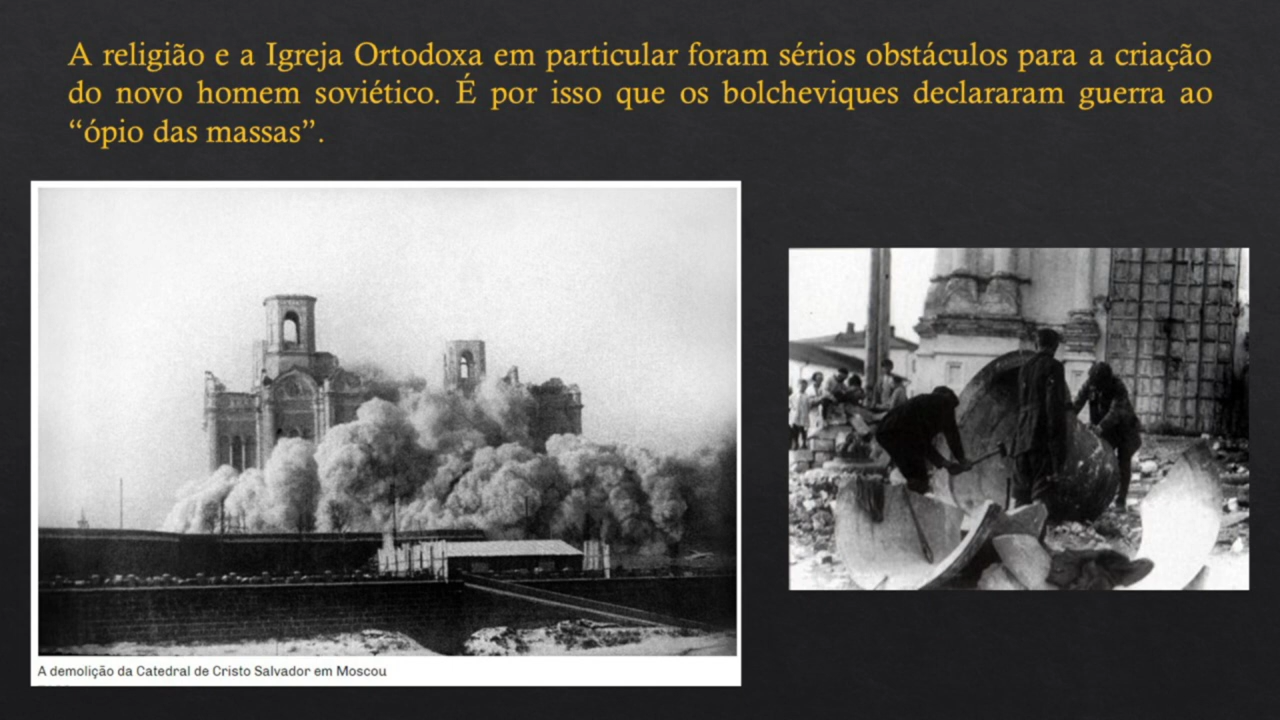 A religião e a Igreja Ortodoxa em particular foram sérios obstáculos para a criação
do novo homem soviético. É por isso que os bolcheviques declararam guerra ao
“ópio das massas”.
A demolição da Catedral de Cristo Salvador em Moscou